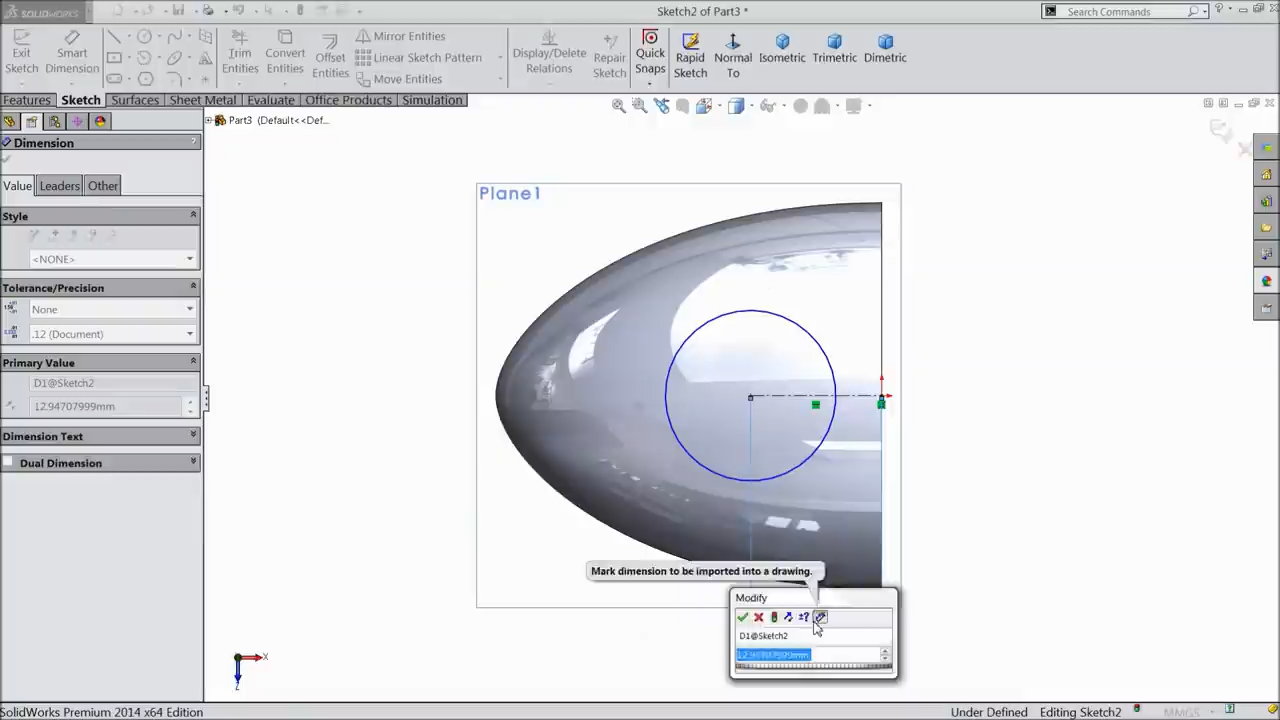 SOLIDWORKS
Sketch2 of Part3 *
Search Commands
?
Exit Sketch
Smart Dimension
Trim Entities
Convert Entities
Offset Entities
Mirror Entities
Linear Sketch Pattern
Move Entities
Display/Delete Relations
Repair Sketch
Quick Snaps
Rapid Sketch
Normal To
Isometric
Trimetric
Dimetric
Features
Sketch
Surfaces
Sheet Metal
Evaluate
Office Products
Simulation
Part3 (Default<<Def...
Dimension
?
Value
Leaders
Other
Style
<NONE>
Tolerance/Precision
None
.12 (Document)
Primary Value
D1@Sketch2
12.94707999mm
Dimension Text
Dual Dimension
Plane1
Mark dimension to be imported into a drawing.
Modify
±?
D1@Sketch2
12.94707999mm
X
Z
SolidWorks Premium 2014 x64 Edition
Under Defined
Editing Sketch2
MMGS
?